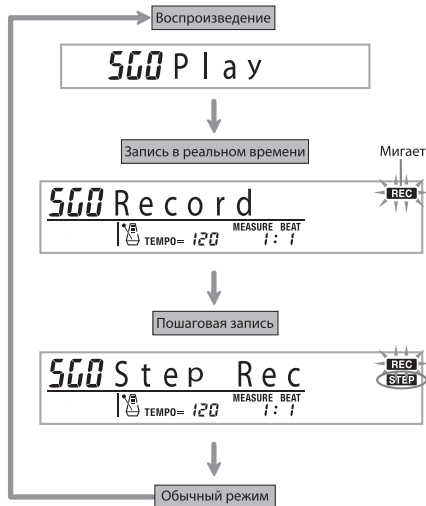 Воспроизведение
SG0 Play
Запись в реальном времени
Мигает
REC
SG0 Record
TEMPO= 120 MEASURE BEAT 1: 1
Пошаговая запись
REC
SG0 Step Rec
STEP
TEMPO= 120 MEASURE BEAT 1: 1
Обычный режим